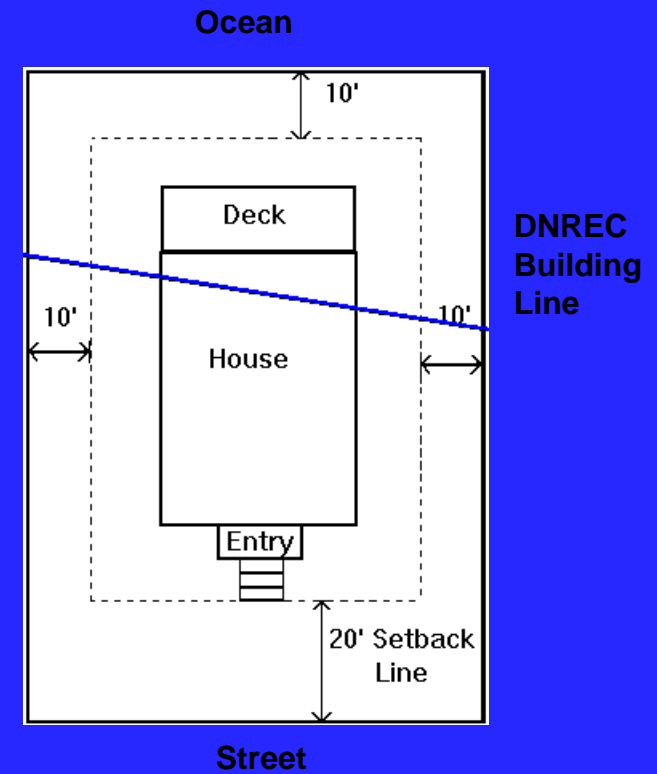 Ocean
10'
Deck
DNREC
Building
Line
10'
10'
House
Entry
20' Setback
Line
Street